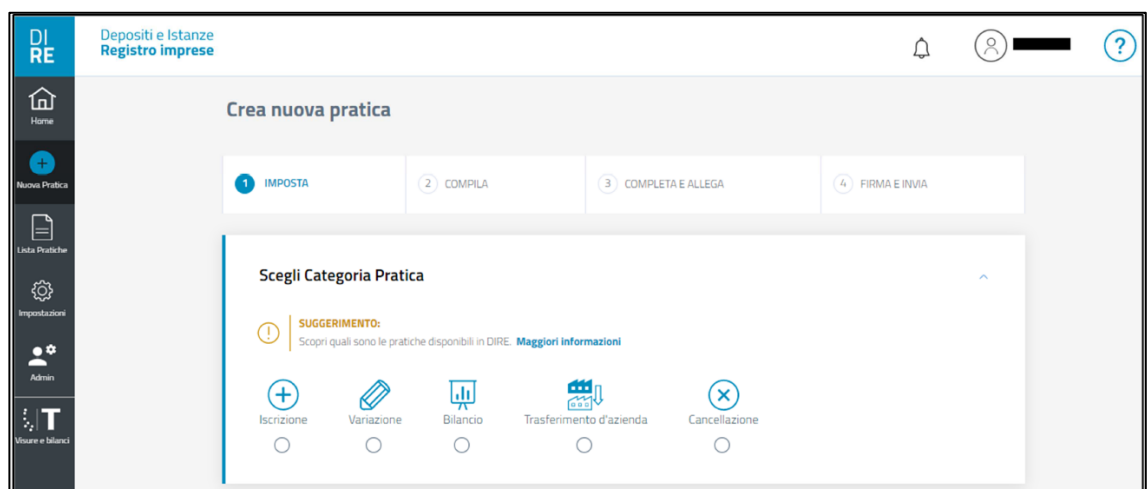 DI
RE
Depositi e Istanze
Registro imprese
?
Home
Nuova Pratica
Lista Pratiche
Impostazioni
Admin
T
Visure e bilanci
Crea nuova pratica
1 IMPOSTA
2 COMPILA
3 COMPLETA E ALLEGA
4 FIRMA E INVIA
Scegli Categoria Pratica
SUGGERIMENTO:
Scopri quali sono le pratiche disponibili in DIRE. Maggiori informazioni
Iscrizione
Variazione
Bilancio
Trasferimento d'azienda
Cancellazione